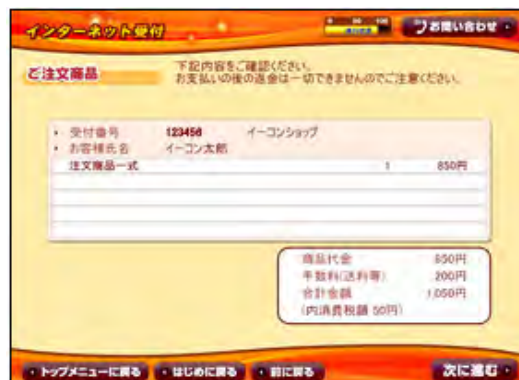 インターネット受付
0 50 100
お問い合わせ
ご注文商品
下記内容をご確認ください。
お支払いの後の返金は一切できませんのでご注意ください。
・ 受付番号 123456 イーコンショップ
・ お客様氏名 イーコン太郎
注文商品一式 1 850円
商品代金 850円
手数料(送料等) 200円
合計金額 1,050円
(内消費税額 50円)
・トップメニューに戻る ・はじめに戻る ・前に戻る 次に進む・